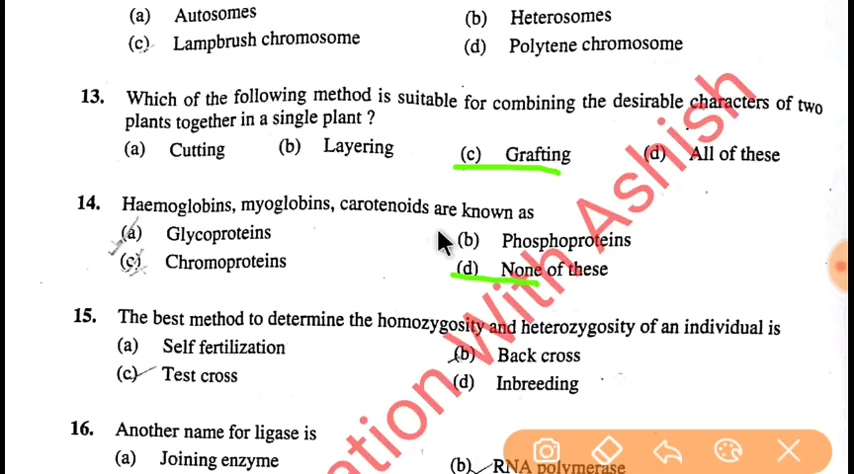 (a) Autosomes (b) Heterosomes
(c) Lampbrush chromosome (d) Polytene chromosome
13. Which of the following method is suitable for combining the desirable characters of two
plants together in a single plant ?
(a) Cutting (b) Layering (c) Grafting (d) All of these
14. Haemoglobins, myoglobins, carotenoids are known as
(a) Glycoproteins (b) Phosphoproteins
(c) Chromoproteins (d) None of these
15. The best method to determine the homozygosity and heterozygosity of an individual is
(a) Self fertilization (b) Back cross
(c) Test cross (d) Inbreeding
16. Another name for ligase is
(a) Joining enzyme (b) RNA polymerase
ation With Ashish